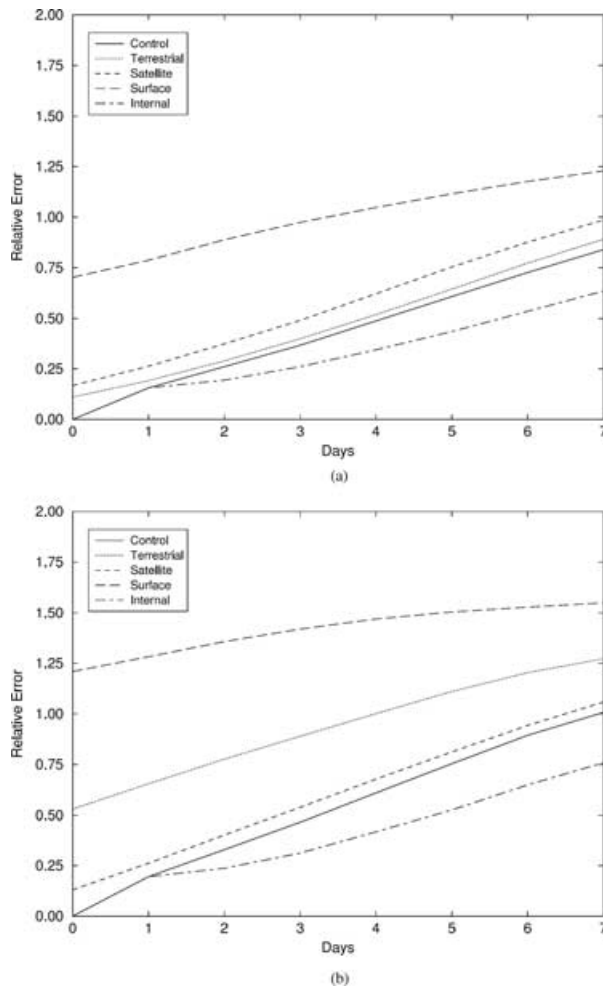 2.00
1.75
1.50
1.25
1.00
0.75
0.50
0.25
0.00
Relative Error
Control
Terrestrial
Satellite
Surface
Internal
0 1 2 3 4 5 6 7
Days
(a)
2.00
1.75
1.50
1.25
1.00
0.75
0.50
0.25
0.00
Relative Error
Control
Terrestrial
Satellite
Surface
Internal
0 1 2 3 4 5 6 7
Days
(b)